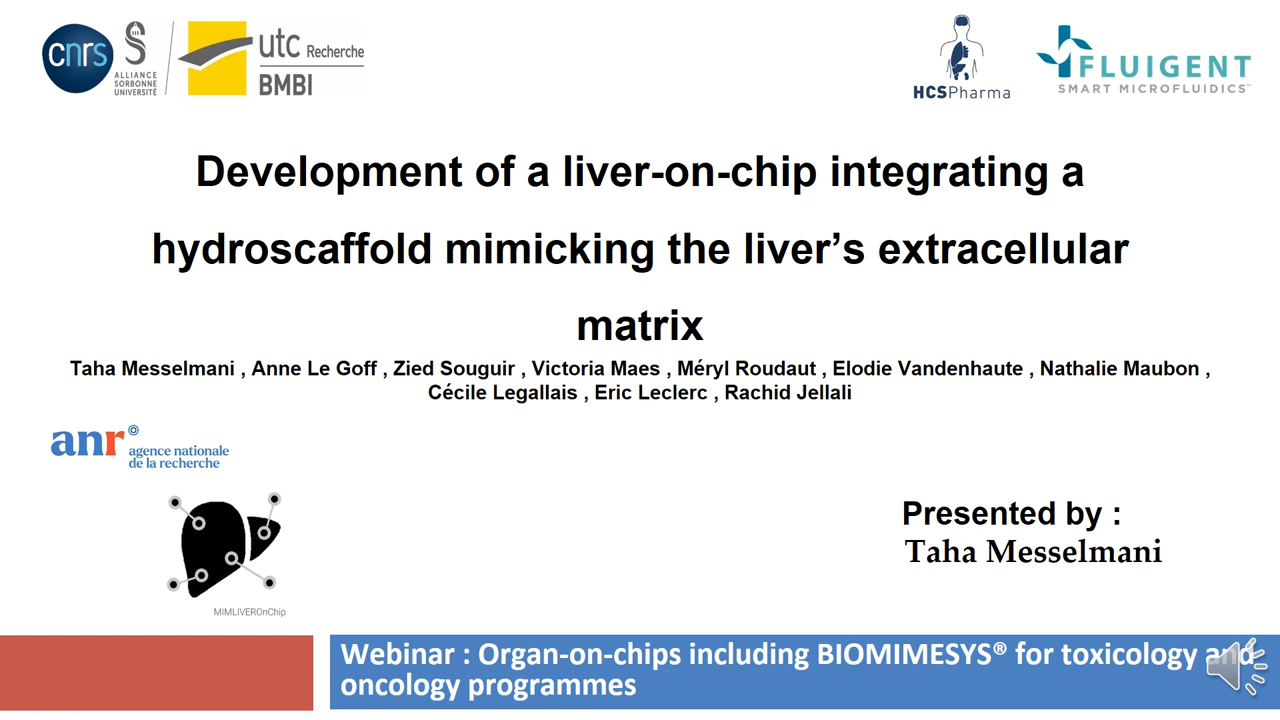 cnrs
ALLIANCE
SORBONNE
UNIVERSITÉ
utc Recherche
BMBI
HCSPharma
FLUIGENT
SMART MICROFLUIDICS™
Development of a liver-on-chip integrating a
hydroscaffold mimicking the liver’s extracellular
matrix
Taha Messelmani , Anne Le Goff , Zied Souguir , Victoria Maes , Méryl Roudaut , Elodie Vandenhaute , Nathalie Maubon ,
Cécile Legallais , Eric Leclerc , Rachid Jellali
anr
agence nationale
de la recherche
MIMLIVEROnChip
Presented by :
Taha Messelmani
Webinar : Organ-on-chips including BIOMIMESYS® for toxicology and
oncology programmes